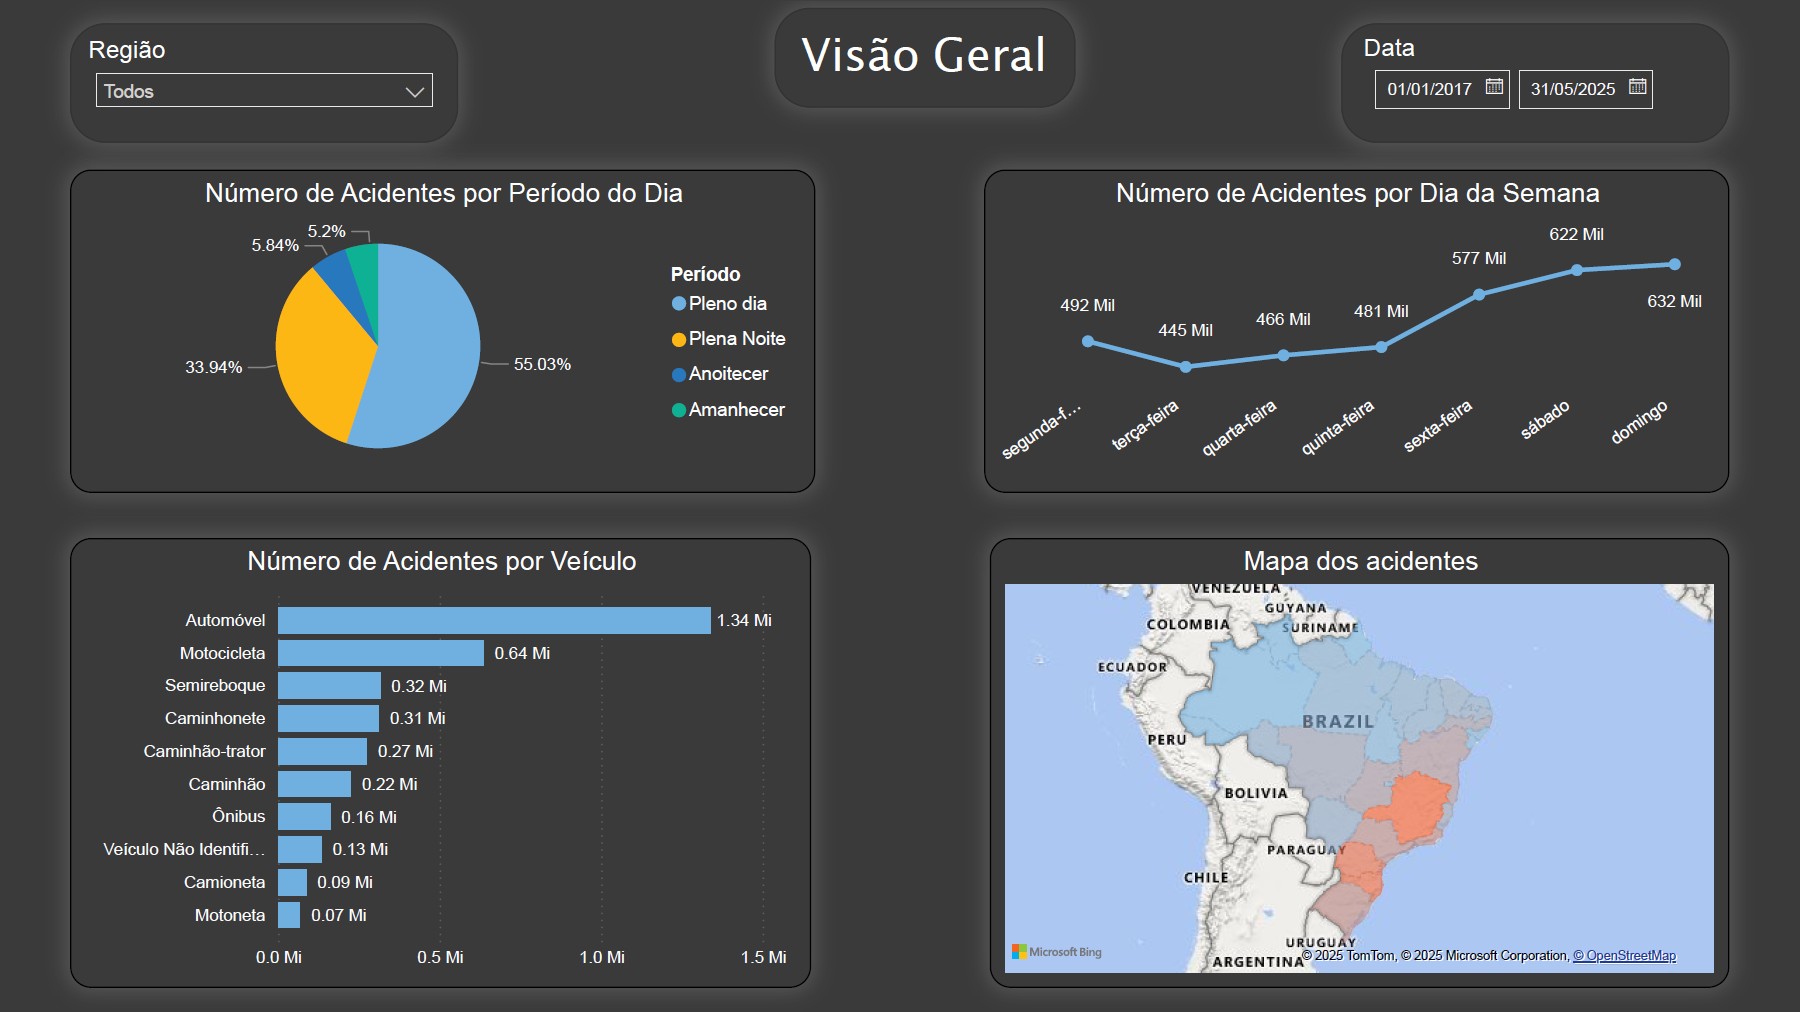 Região
Todos
Visão Geral
Data
01/01/2017
31/05/2025
Número de Acidentes por Período do Dia
5.2%
5.84%
33.94%
55.03%
Período
Pleno dia
Plena Noite
Anoitecer
Amanhecer
Número de Acidentes por Dia da Semana
492 Mil
445 Mil
466 Mil
481 Mil
577 Mil
622 Mil
632 Mil
segunda-f...
terça-feira
quarta-feira
quinta-feira
sexta-feira
sábado
domingo
Número de Acidentes por Veículo
Automóvel 1.34 Mi
Motocicleta 0.64 Mi
Semireboque 0.32 Mi
Caminhonete 0.31 Mi
Caminhão-trator 0.27 Mi
Caminhão 0.22 Mi
Ônibus 0.16 Mi
Veículo Não Identifi... 0.13 Mi
Camioneta 0.09 Mi
Motoneta 0.07 Mi
0.0 Mi 0.5 Mi 1.0 Mi 1.5 Mi
Mapa dos acidentes
VENEZUELA
GUYANA
COLOMBIA
SURINAME
ECUADOR
BRAZIL
PERU
BOLIVIA
PARAGUAY
CHILE
URUGUAY
ARGENTINA
Microsoft Bing
© 2025 TomTom, © 2025 Microsoft Corporation, © OpenStreetMap